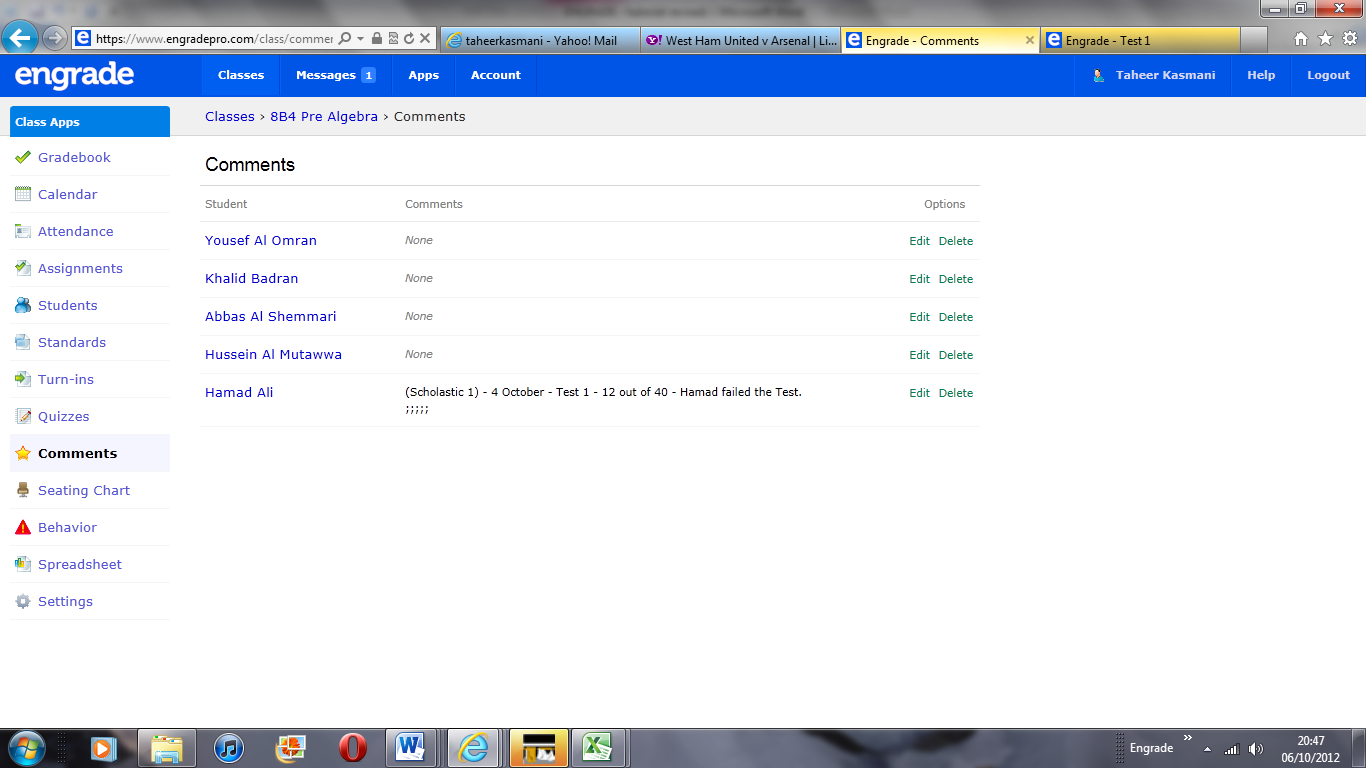 https://www.engradepro.com/class/commer
taheerkasmani - Yahoo! Mail
West Ham United v Arsenal | Li...
Engrade - Comments
Engrade - Test 1
engrade
Classes
Messages 1
Apps
Account
Taheer Kasmani
Help
Logout
Class Apps
Classes › 8B4 Pre Algebra › Comments
Gradebook
Calendar
Attendance
Assignments
Students
Standards
Turn-ins
Quizzes
Comments
Seating Chart
Behavior
Spreadsheet
Settings
Comments
Student Comments Options
Yousef Al Omran None Edit Delete
Khalid Badran None Edit Delete
Abbas Al Shemmari None Edit Delete
Hussein Al Mutawwa None Edit Delete
Hamad Ali (Scholastic 1) - 4 October - Test 1 - 12 out of 40 - Hamad failed the Test. Edit Delete
;;;;;
Engrade
20:47
06/10/2012